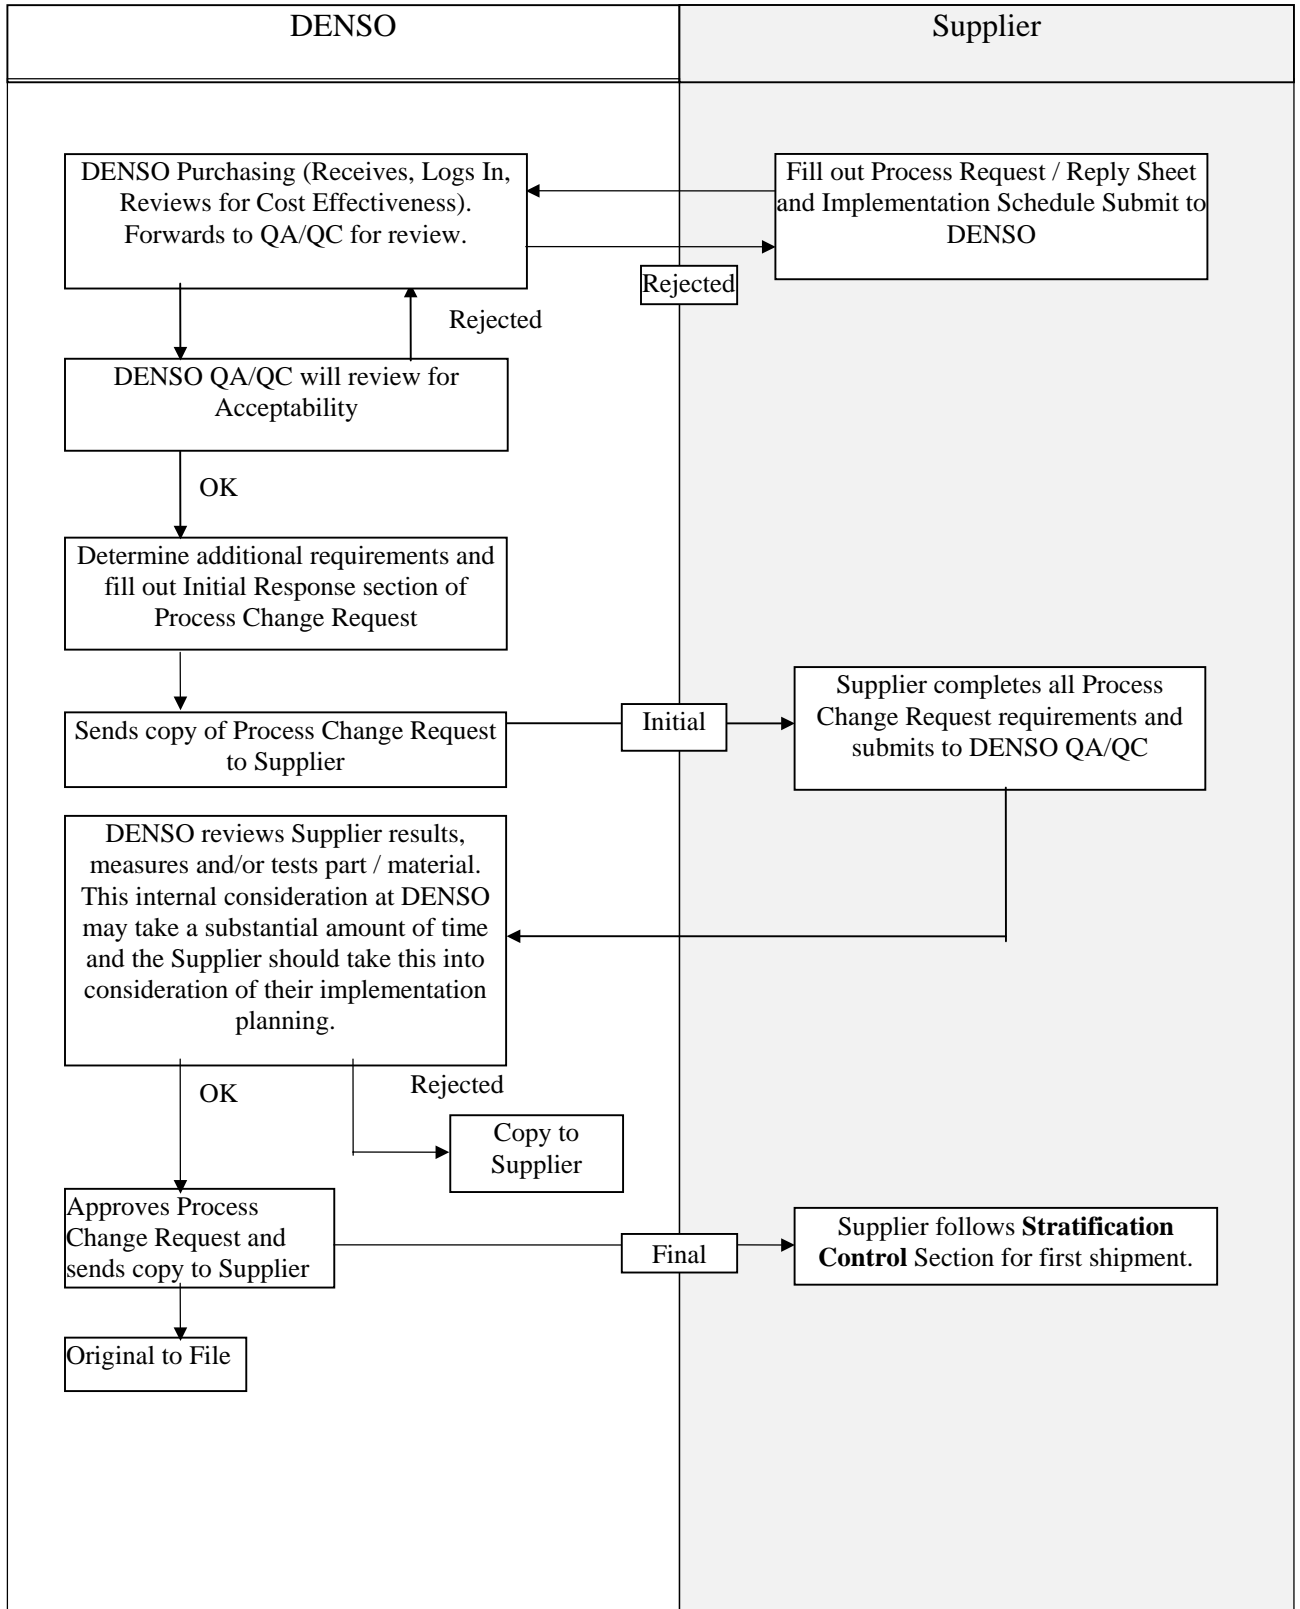 DENSO
Supplier
DENSO Purchasing (Receives, Logs In,
Reviews for Cost Effectiveness).
Forwards to QA/QC for review.
Fill out Process Request / Reply Sheet
and Implementation Schedule Submit to
DENSO
Rejected
Rejected
DENSO QA/QC will review for
Acceptability
OK
Determine additional requirements and
fill out Initial Response section of
Process Change Request
Sends copy of Process Change Request
to Supplier
Initial
Supplier completes all Process
Change Request requirements and
submits to DENSO QA/QC
DENSO reviews Supplier results,
measures and/or tests part / material.
This internal consideration at DENSO
may take a substantial amount of time
and the Supplier should take this into
consideration of their implementation
planning.
OK
Rejected
Copy to
Supplier
Approves Process
Change Request and
sends copy to Supplier
Final
Supplier follows Stratification
Control Section for first shipment.
Original to File